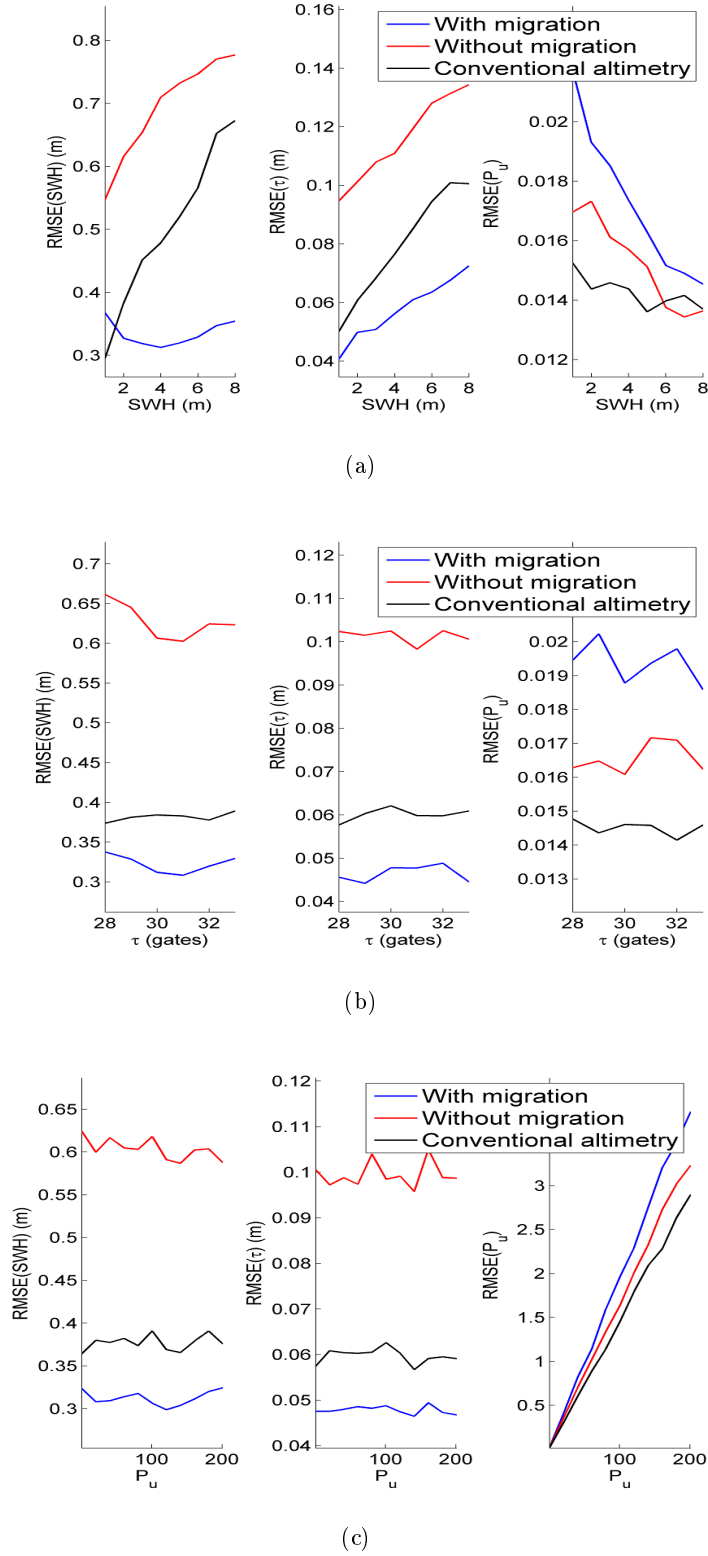 With migration
Without migration
Conventional altimetry
RMSE(SWH) (m)
0.8
0.7
0.6
0.5
0.4
0.3
2 4 6 8
SWH (m)
RMSE(τ) (m)
0.16
0.14
0.12
0.1
0.08
0.06
0.04
2 4 6 8
SWH (m)
RMSE(Pu)
0.02
0.018
0.016
0.014
0.012
2 4 6 8
SWH (m)
(a)
With migration
Without migration
Conventional altimetry
RMSE(SWH) (m)
0.7
0.65
0.6
0.55
0.5
0.45
0.4
0.35
0.3
28 30 32
τ (gates)
RMSE(τ) (m)
0.12
0.11
0.1
0.09
0.08
0.07
0.06
0.05
0.04
28 30 32
τ (gates)
RMSE(Pu)
0.02
0.019
0.018
0.017
0.016
0.015
0.014
0.013
28 30 32
τ (gates)
(b)
With migration
Without migration
Conventional altimetry
RMSE(SWH) (m)
0.65
0.6
0.55
0.5
0.45
0.4
0.35
0.3
100 200
Pu
RMSE(τ) (m)
0.12
0.11
0.1
0.09
0.08
0.07
0.06
0.05
0.04
100 200
Pu
RMSE(Pu)
3
2.5
2
1.5
1
0.5
100 200
Pu
(c)